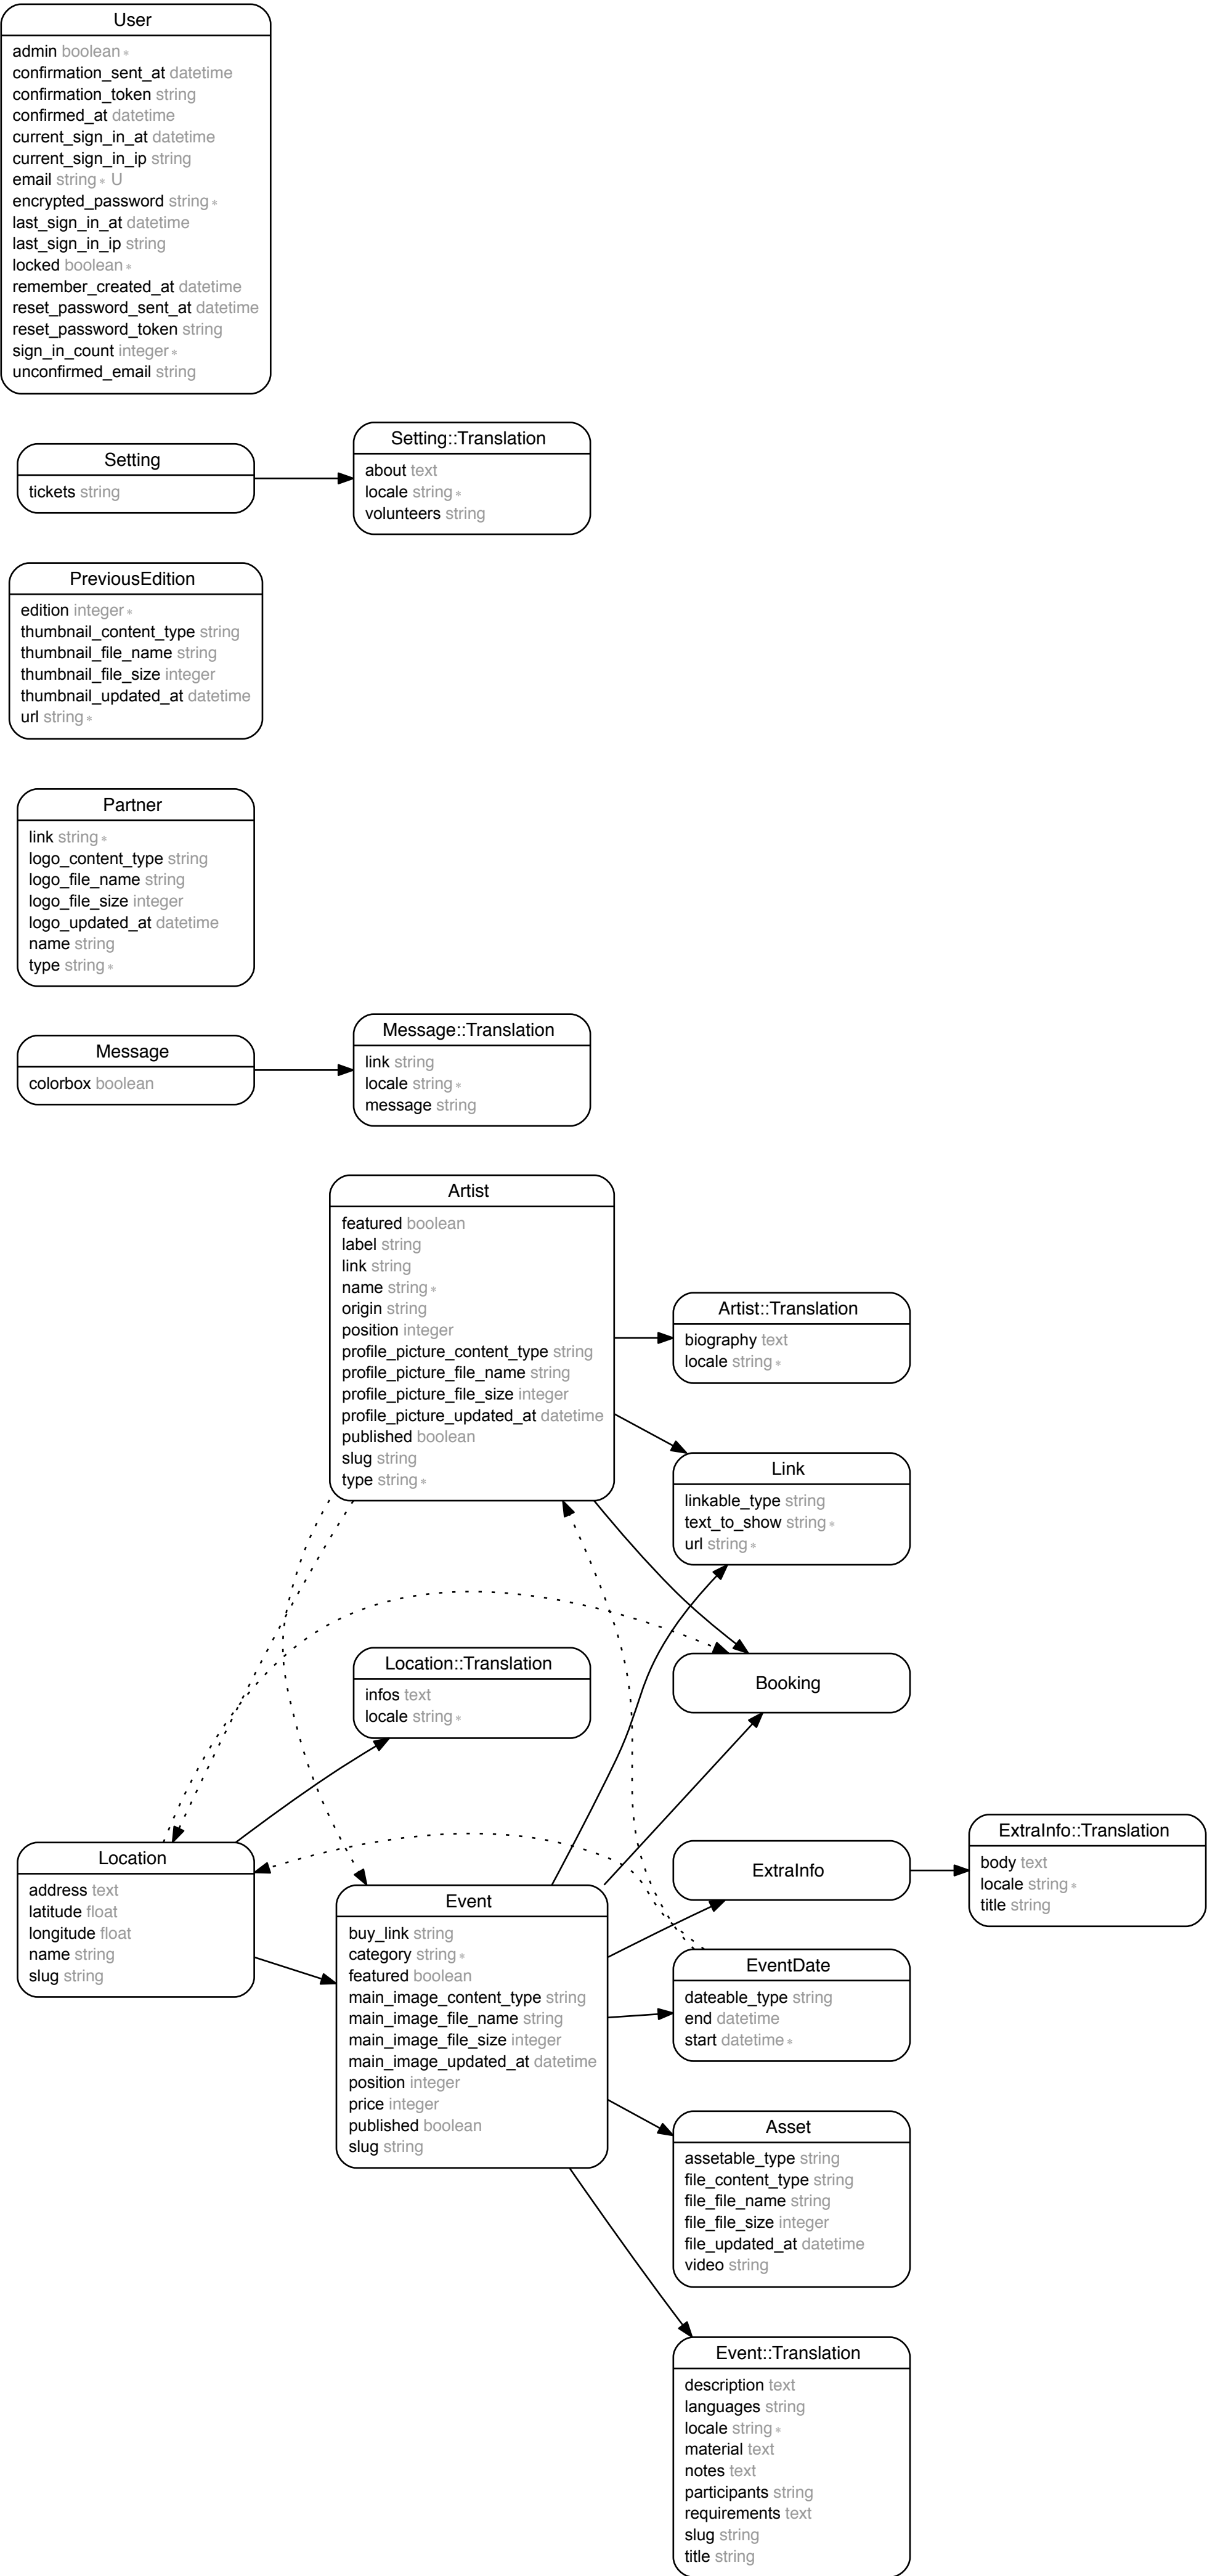 User
admin boolean *
confirmation_sent_at datetime
confirmation_token string
confirmed_at datetime
current_sign_in_at datetime
current_sign_in_ip string
email string * U
encrypted_password string *
last_sign_in_at datetime
last_sign_in_ip string
locked boolean *
remember_created_at datetime
reset_password_sent_at datetime
reset_password_token string
sign_in_count integer *
unconfirmed_email string
Setting
tickets string
Setting::Translation
about text
locale string *
volunteers string
PreviousEdition
edition integer *
thumbnail_content_type string
thumbnail_file_name string
thumbnail_file_size integer
thumbnail_updated_at datetime
url string *
Partner
link string *
logo_content_type string
logo_file_name string
logo_file_size integer
logo_updated_at datetime
name string
type string *
Message
colorbox boolean
Message::Translation
link string
locale string *
message string
Artist
featured boolean
label string
link string
name string *
origin string
position integer
profile_picture_content_type string
profile_picture_file_name string
profile_picture_file_size integer
profile_picture_updated_at datetime
published boolean
slug string
type string *
Artist::Translation
biography text
locale string *
Link
linkable_type string
text_to_show string *
url string *
Location::Translation
infos text
locale string *
Booking
Location
address text
latitude float
longitude float
name string
slug string
Event
buy_link string
category string *
featured boolean
main_image_content_type string
main_image_file_name string
main_image_file_size integer
main_image_updated_at datetime
position integer
price integer
published boolean
slug string
ExtraInfo
ExtraInfo::Translation
body text
locale string *
title string
EventDate
dateable_type string
end datetime
start datetime *
Asset
assetable_type string
file_content_type string
file_file_name string
file_file_size integer
file_updated_at datetime
video string
Event::Translation
description text
languages string
locale string *
material text
notes text
participants string
requirements text
slug string
title string